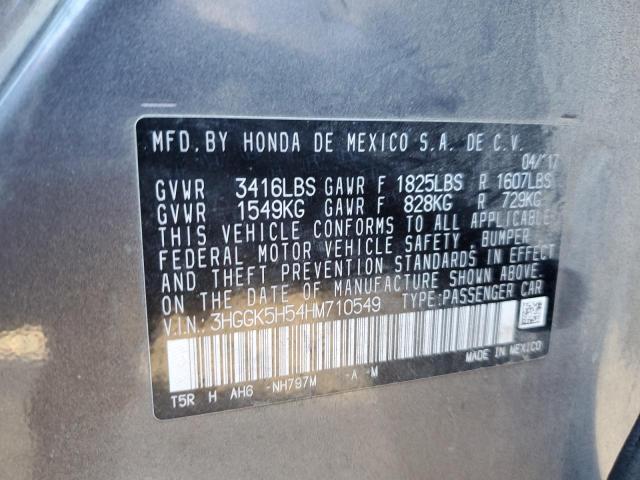 MFD. BY HONDA DE MEXICO S.A. DE C.V.
04/17
GVWR 3416LBS GAWR F 1825LBS R 1607LBS
GVWR 1549KG GAWR F 828KG R 729KG
THIS VEHICLE CONFORMS TO ALL APPLICABLE
FEDERAL MOTOR VEHICLE SAFETY, BUMPER,
AND THEFT PREVENTION STANDARDS IN EFFECT
ON THE DATE OF MANUFACTURE SHOWN ABOVE.
V.I.N.: 3HGGK5H54HM710549 TYPE:PASSENGER CAR
T5R H AH6 -NH797M -A -M
MADE IN MEXICO